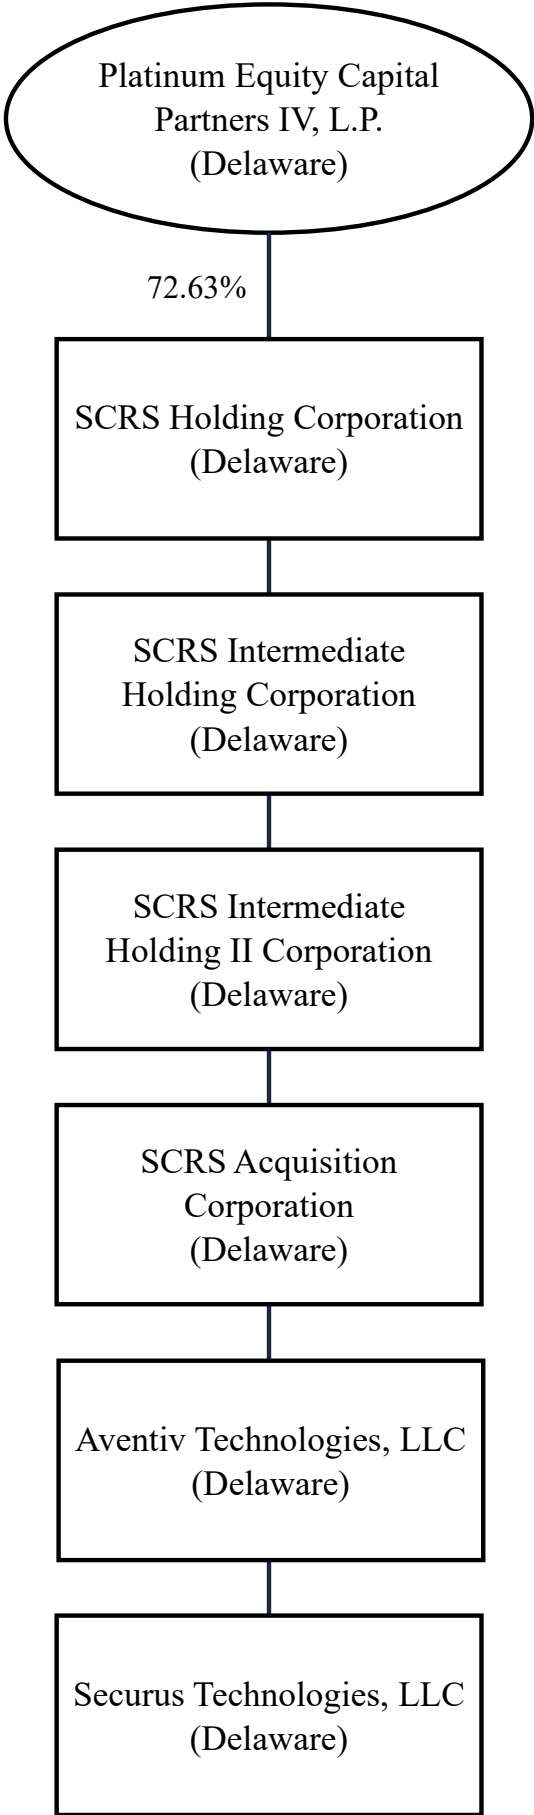 Platinum Equity Capital
Partners IV, L.P.
(Delaware)
72.63%
SCRS Holding Corporation
(Delaware)
SCRS Intermediate
Holding Corporation
(Delaware)
SCRS Intermediate
Holding II Corporation
(Delaware)
SCRS Acquisition
Corporation
(Delaware)
Aventiv Technologies, LLC
(Delaware)
Securus Technologies, LLC
(Delaware)